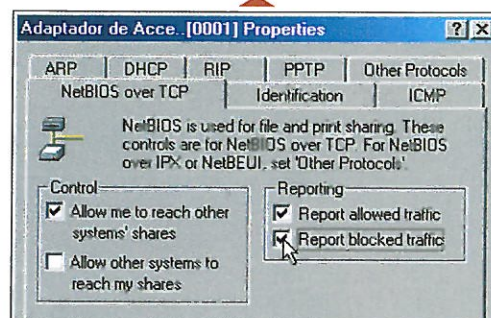 Adaptador de Acce..[0001] Properties
ARP DHCP RIP PPTP Other Protocols
NetBIOS over TCP Identification ICMP
NetBIOS is used for file and print sharing. These
controls are for NetBIOS over TCP. For NetBIOS
over IPX or NetBEUI, set 'Other Protocols'.
Control
Allow me to reach other
systems' shares
Allow other systems to
reach my shares
Reporting
Report allowed traffic
Report blocked traffic